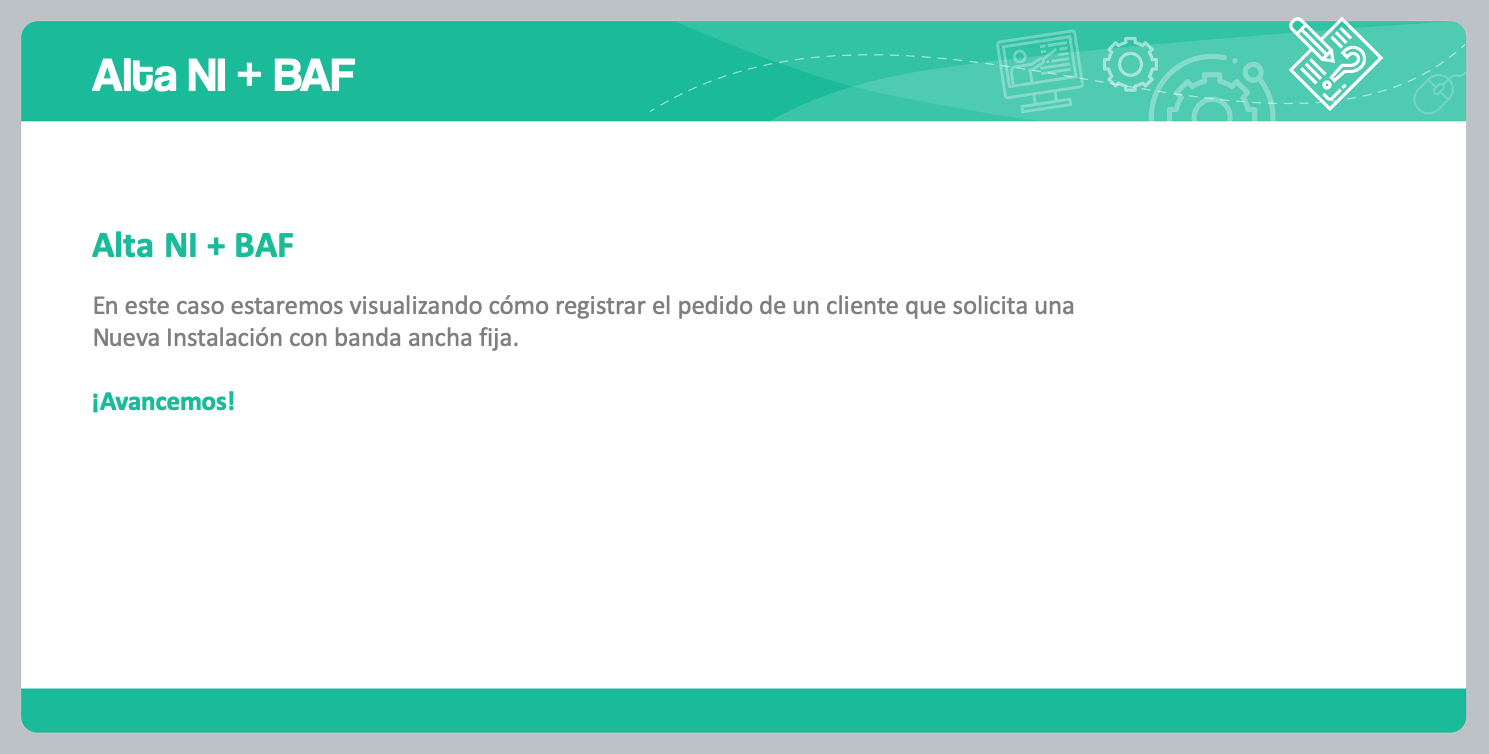 Alta NI + BAF
Alta NI + BAF
En este caso estaremos visualizando cómo registrar el pedido de un cliente que solicita una
Nueva Instalación con banda ancha fija.
¡Avancemos!